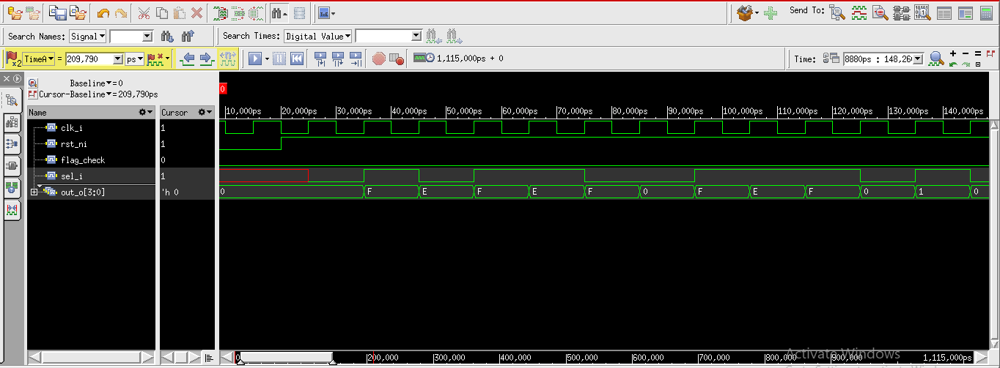 Send To:
Search Names: Signal Search Times: Digital Value
x2 TimeA = 209,790 ps 1,115,000ps + 0 Time: 8880ps : 148,26
Baseline=0
Cursor-Baseline=209,790ps
0
Name Cursor
10,000ps 20,000ps 30,000ps 40,000ps 50,000ps 60,000ps 70,000ps 80,000ps 90,000ps 100,000ps 110,000ps 120,000ps 130,000ps 140,000ps
clk_i 1
rst_ni 1
flag_check 0
sel_i 1
out_o[3:0] 'h 0 0 F E F E F 0 F E F 0 1 0
0 200,000 300,000 400,000 500,000 600,000 700,000 800,000 900,000 1,115,000ps
Activate Windows